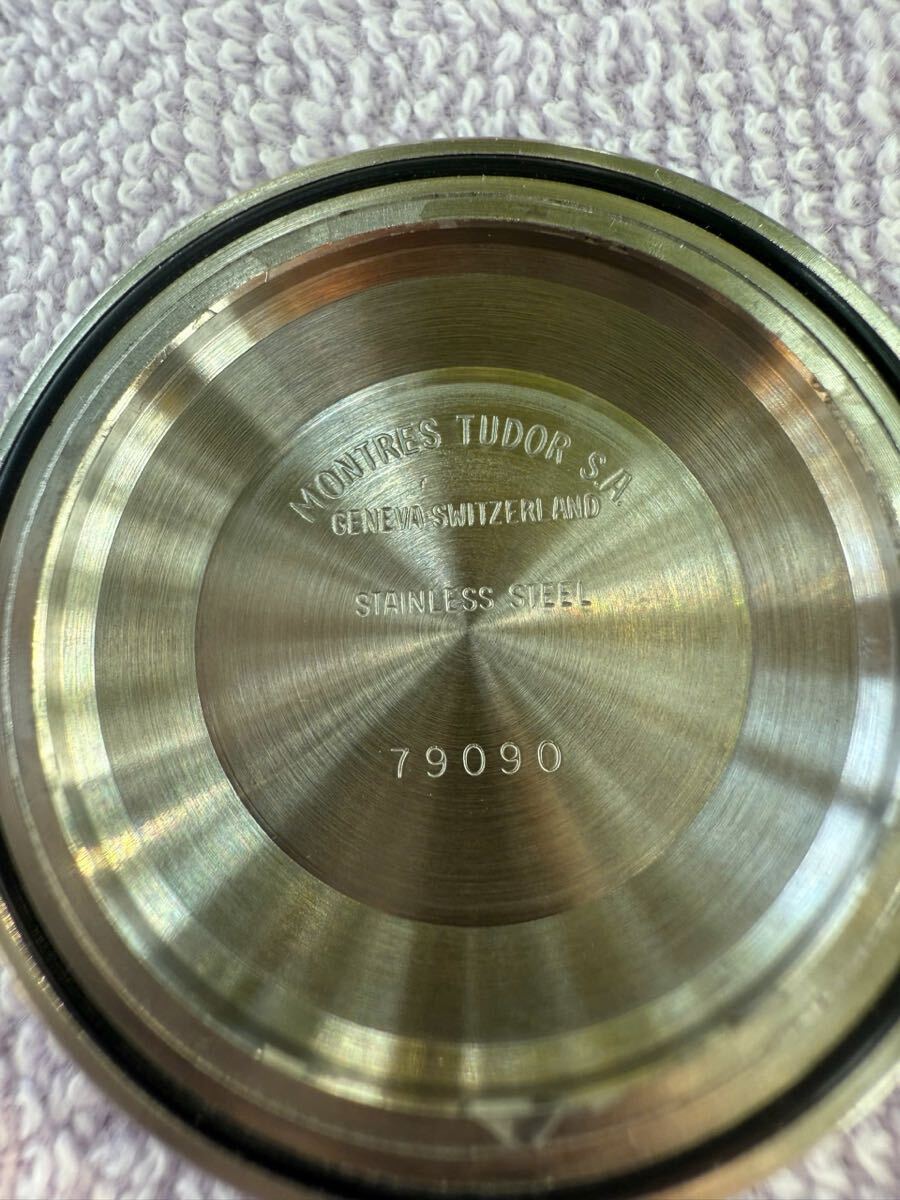 MONTRES TUDOR S.A
GENEVA-SWITZERLAND
STAINLESS STEEL
79090